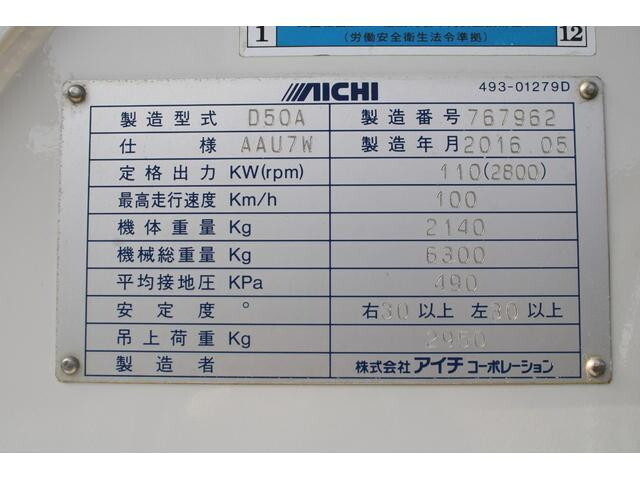 1
(労働安全衛生法令準拠)
12
AICHI 493-01279D
製造型式 D50A 製造番号 767962
仕様 AAU7W 製造年月 2016.05
定格出力 KW(rpm) 110(2800)
最高走行速度 Km/h 100
機体重量 Kg 2140
機械総重量 Kg 6300
平均接地圧 KPa 490
安定度 ° 右30以上 左30以上
吊上荷重 Kg 2950
製造者 株式会社アイチコーポレーション